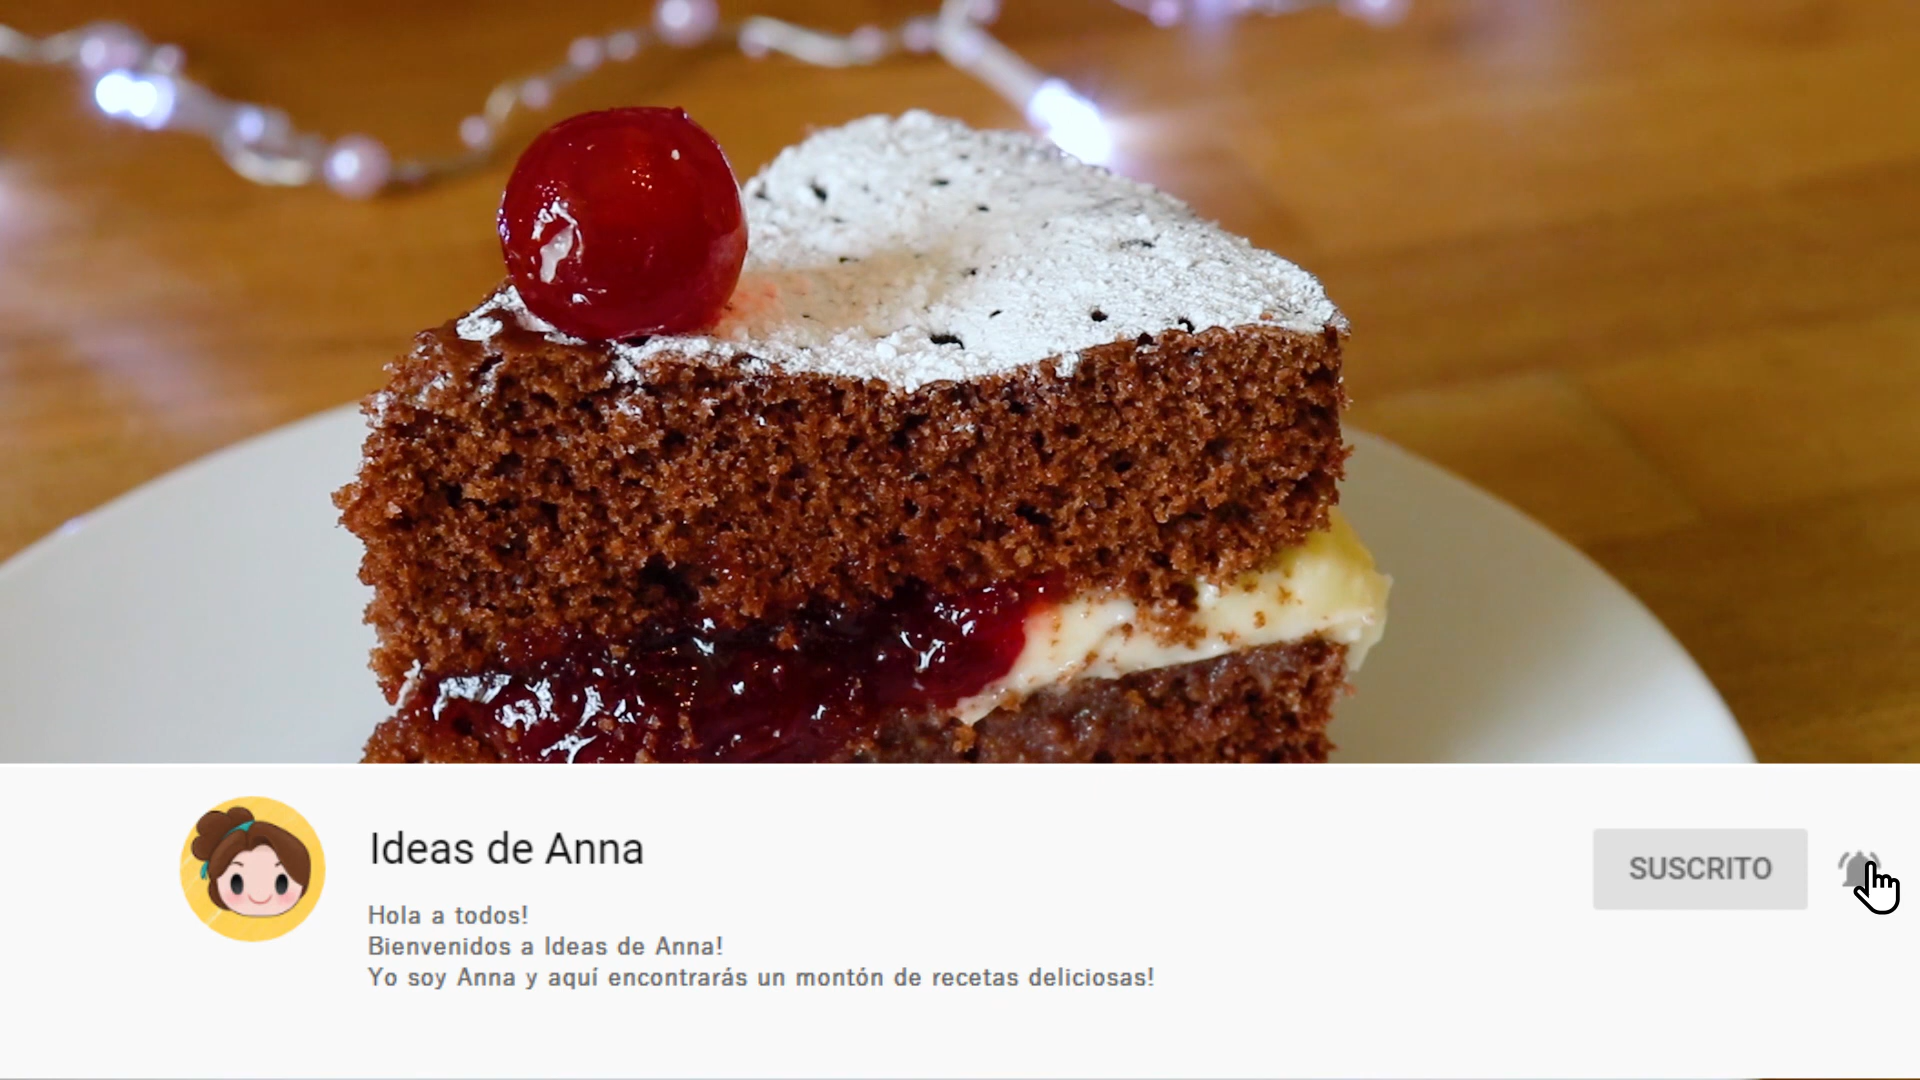 Ideas de Anna
SUSCRITO
Hola a todos!
Bienvenidos a Ideas de Anna!
Yo soy Anna y aquí encontrarás un montón de recetas deliciosas!